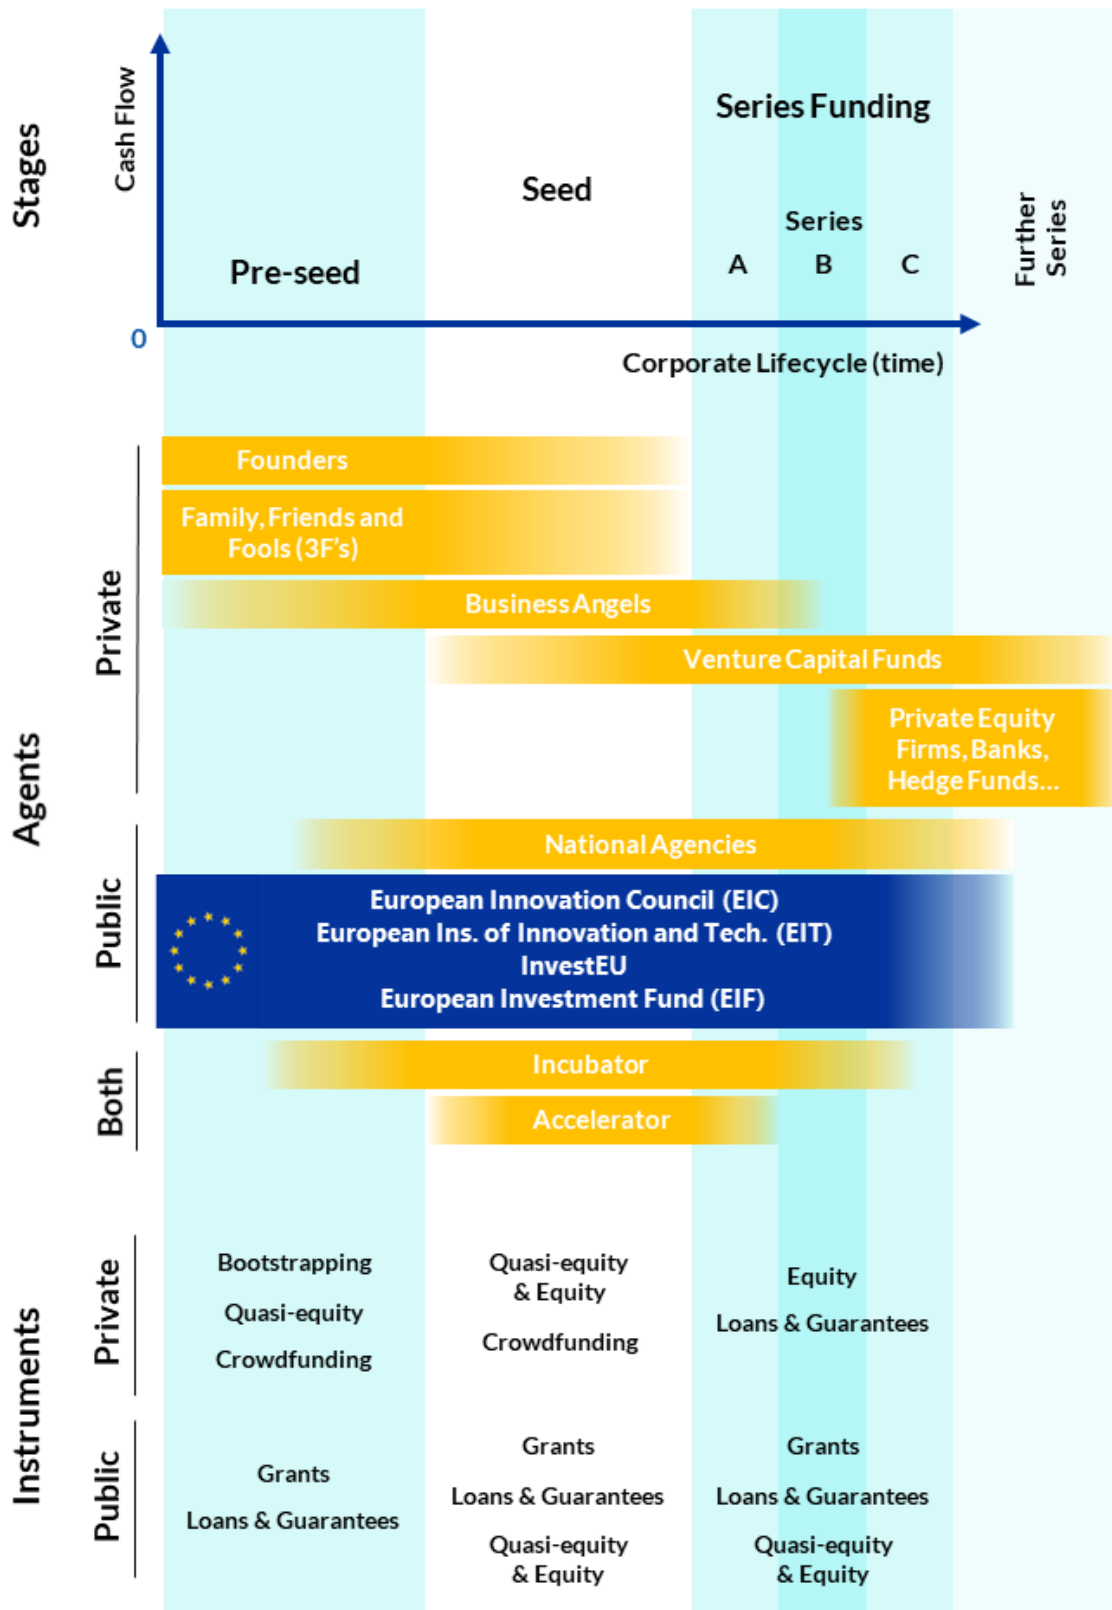 Stages
Cash Flow
Series Funding
Seed
Series
Pre-seed
A
B
C
Further
Series
0
Corporate Lifecycle (time)
Agents
Private
Founders
Family, Friends and
Fools (3F's)
Business Angels
Venture Capital Funds
Private Equity
Firms, Banks,
Hedge Funds...
Public
National Agencies
European Innovation Council (EIC)
European Ins. of Innovation and Tech. (EIT)
InvestEU
European Investment Fund (EIF)
Both
Incubator
Accelerator
Instruments
Private
Bootstrapping
Quasi-equity
Crowdfunding
Quasi-equity
& Equity
Crowdfunding
Equity
Loans & Guarantees
Public
Grants
Loans & Guarantees
Grants
Loans & Guarantees
Quasi-equity
& Equity
Grants
Loans & Guarantees
Quasi-equity
& Equity